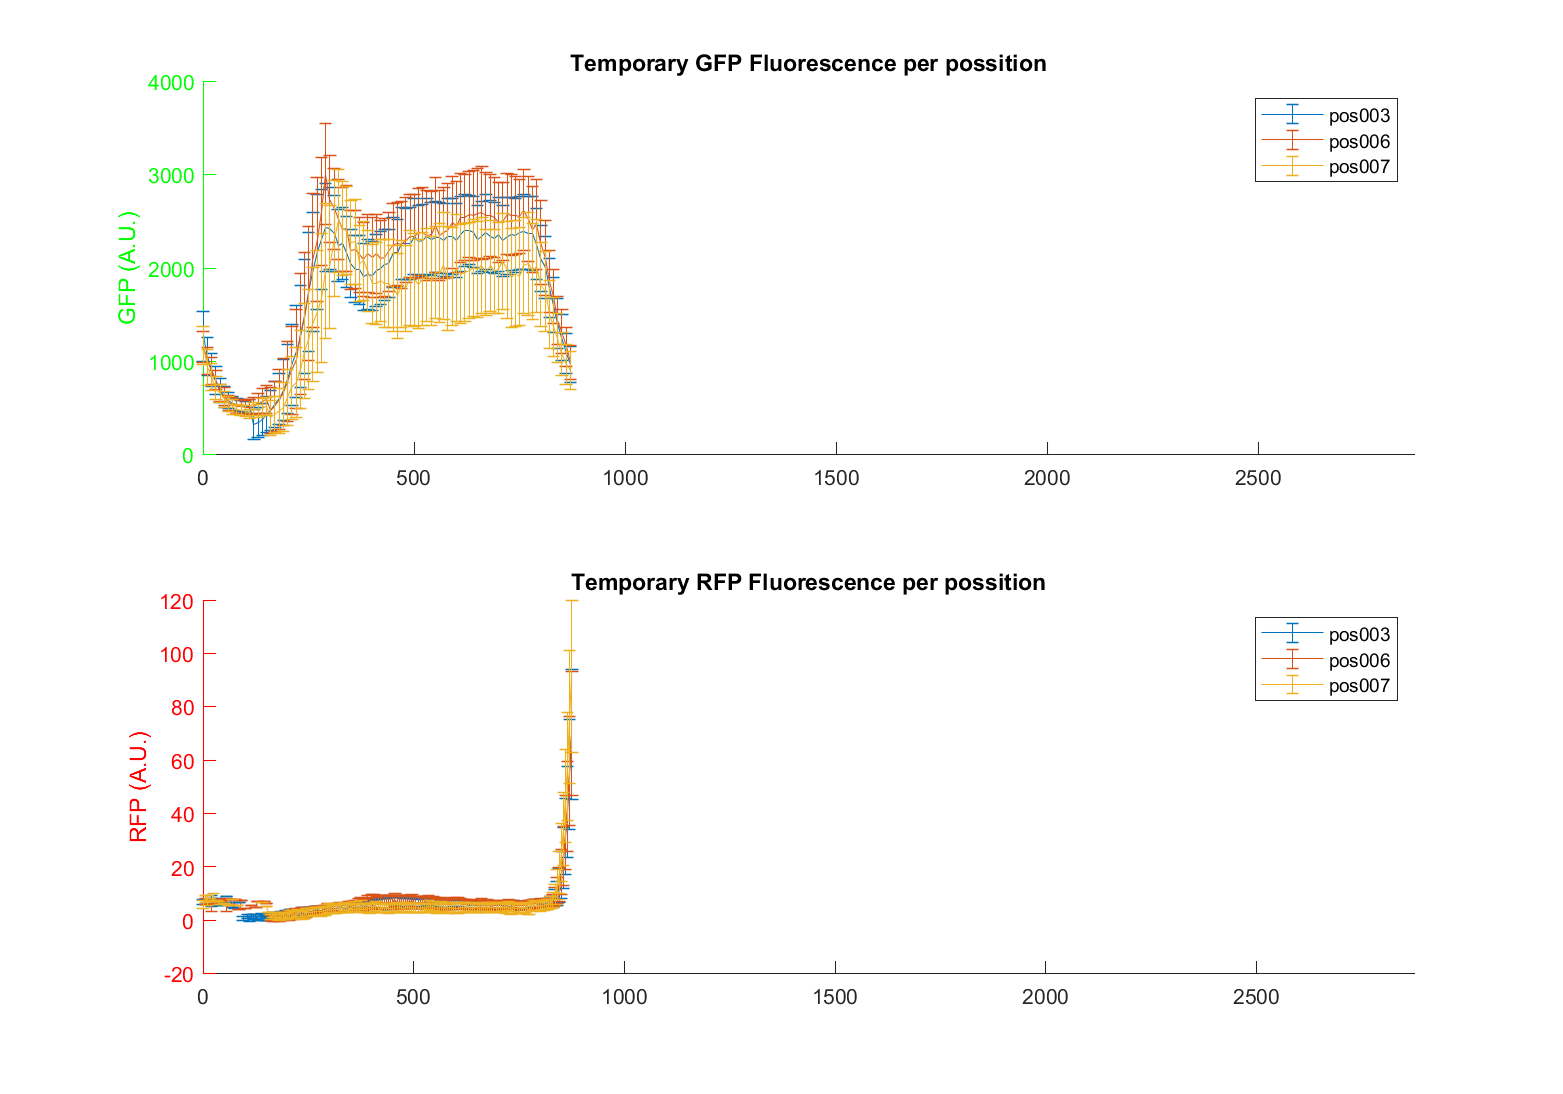 Temporary GFP Fluorescence per possition
4000
3000
2000
1000
0
GFP (A.U.)
pos003
pos006
pos007
0 500 1000 1500 2000 2500
Temporary RFP Fluorescence per possition
120
100
80
60
40
20
0
-20
RFP (A.U.)
pos003
pos006
pos007
0 500 1000 1500 2000 2500